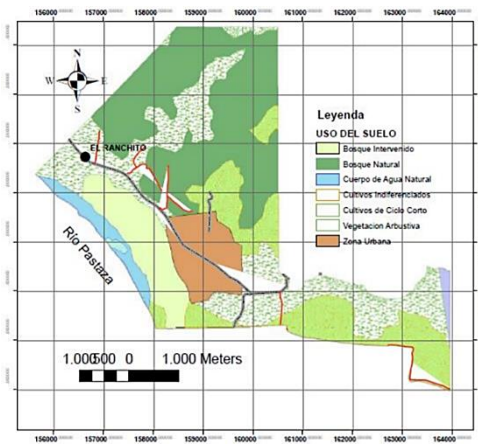 156000 157000 158000 159000 160000 161000 162000 163000 164000
N
W E
S
EL RANCHITO
Río Pastaza
Leyenda
USO DEL SUELO
Bosque Intervenido
Bosque Natural
Cuerpo de Agua Natural
Cultivos Indiferenciados
Cultivos de Ciclo Corto
Vegetacion Arbustiva
Zona Urbana
1.000500 0 1.000 Meters
156000 157000 158000 159000 160000 161000 162000 163000 164000